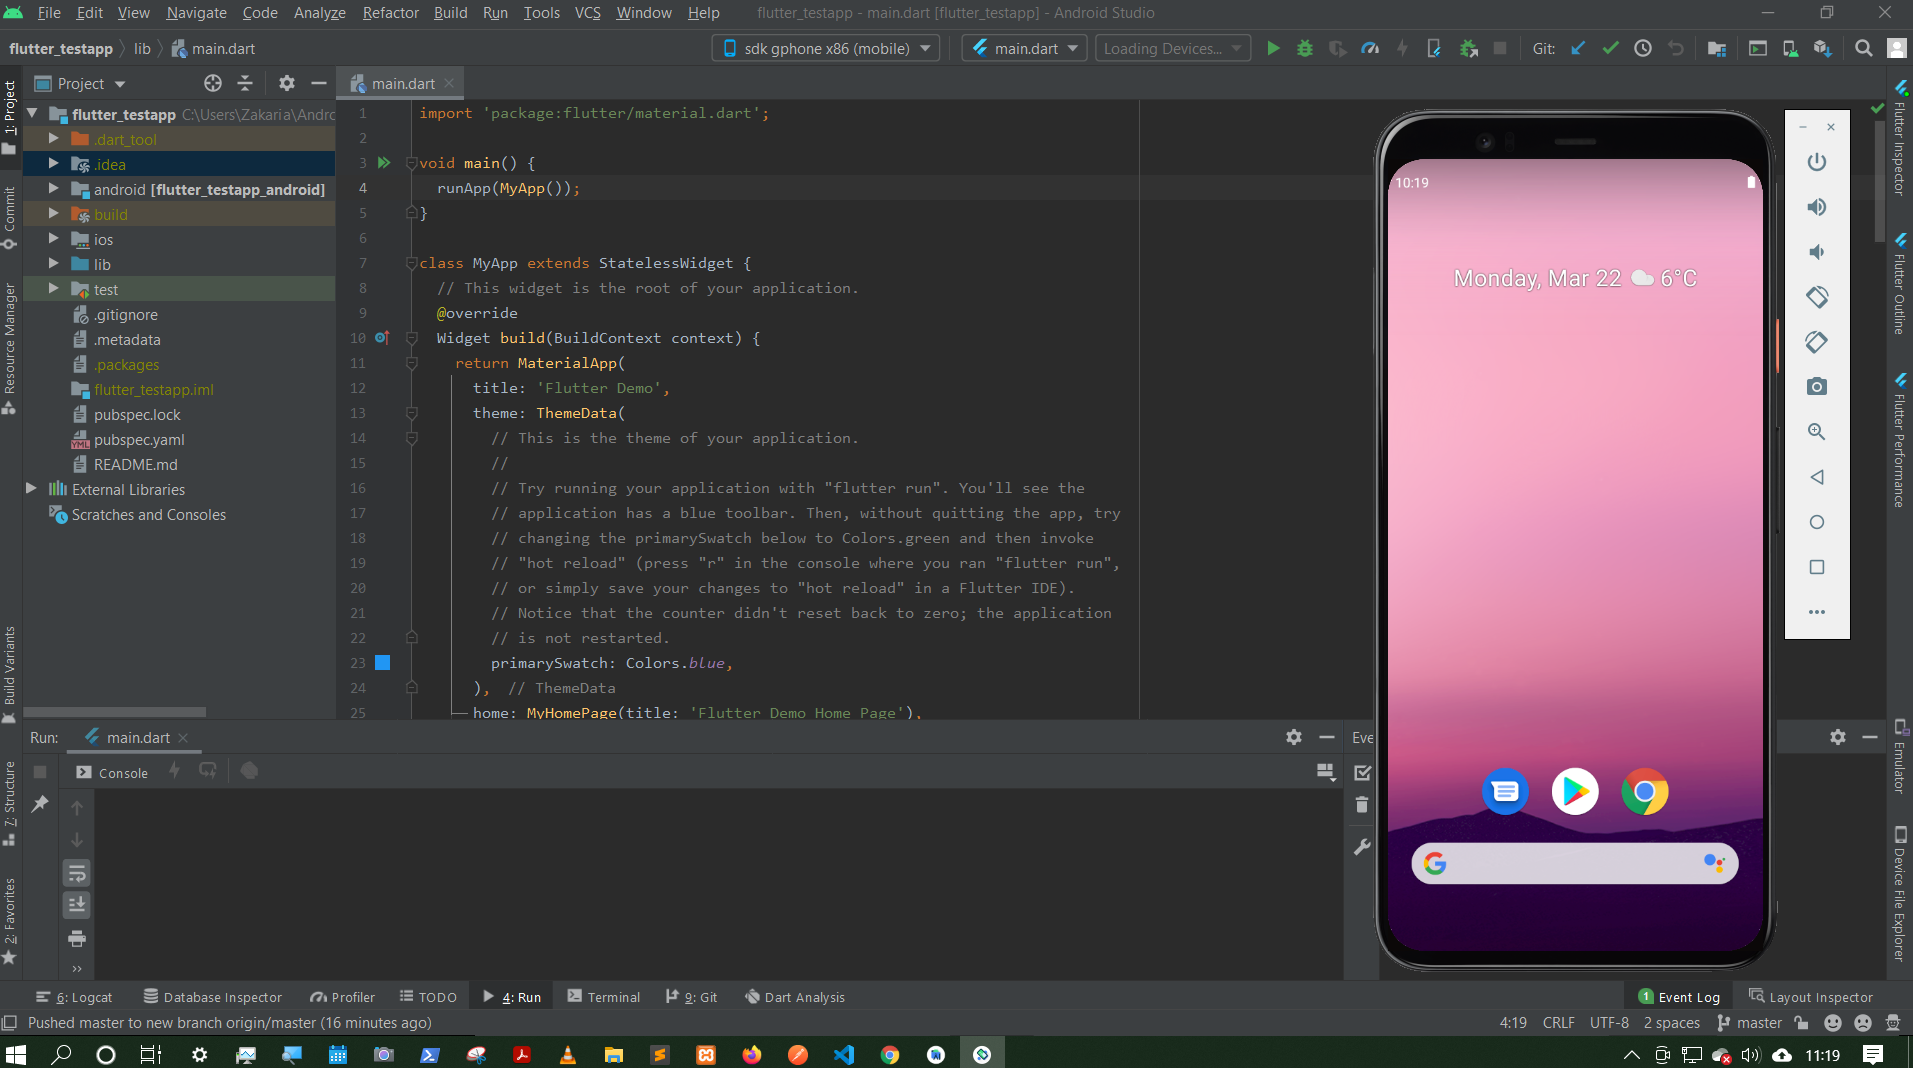 File Edit View Navigate Code Analyze Refactor Build Run Tools VCS Window Help flutter_testapp - main.dart [flutter_testapp] - Android Studio
flutter_testapp lib main.dart sdk gphone x86 (mobile) main.dart Loading Devices... Git:
Project main.dart
flutter_testapp C:\Users\Zakaria\Andro
.dart_tool
.idea
android [flutter_testapp_android]
build
ios
lib
test
.gitignore
.metadata
.packages
flutter_testapp.iml
pubspec.lock
pubspec.yaml
README.md
External Libraries
Scratches and Consoles
1: Project
Commit
Resource Manager
Build Variants
7: Structure
2: Favorites
1 import 'package:flutter/material.dart';
2
3 void main() {
4 runApp(MyApp());
5 }
6
7 class MyApp extends StatelessWidget {
8 // This widget is the root of your application.
9 @override
10 Widget build(BuildContext context) {
11 return MaterialApp(
12 title: 'Flutter Demo',
13 theme: ThemeData(
14 // This is the theme of your application.
15 //
16 // Try running your application with "flutter run". You'll see the
17 // application has a blue toolbar. Then, without quitting the app, try
18 // changing the primarySwatch below to Colors.green and then invoke
19 // "hot reload" (press "r" in the console where you ran "flutter run",
20 // or simply save your changes to "hot reload" in a Flutter IDE).
21 // Notice that the counter didn't reset back to zero; the application
22 // is not restarted.
23 primarySwatch: Colors.blue,
24 ), // ThemeData
25 home: MyHomePage(title: 'Flutter Demo Home Page'),
10:19
Monday, Mar 22 6°C
Flutter Inspector
Flutter Outline
Flutter Performance
Emulator
Device File Explorer
Run: main.dart Eve
Console
6: Logcat Database Inspector Profiler TODO 4: Run Terminal 9: Git Dart Analysis 1 Event Log Layout Inspector
Pushed master to new branch origin/master (16 minutes ago) 4:19 CRLF UTF-8 2 spaces master
11:19